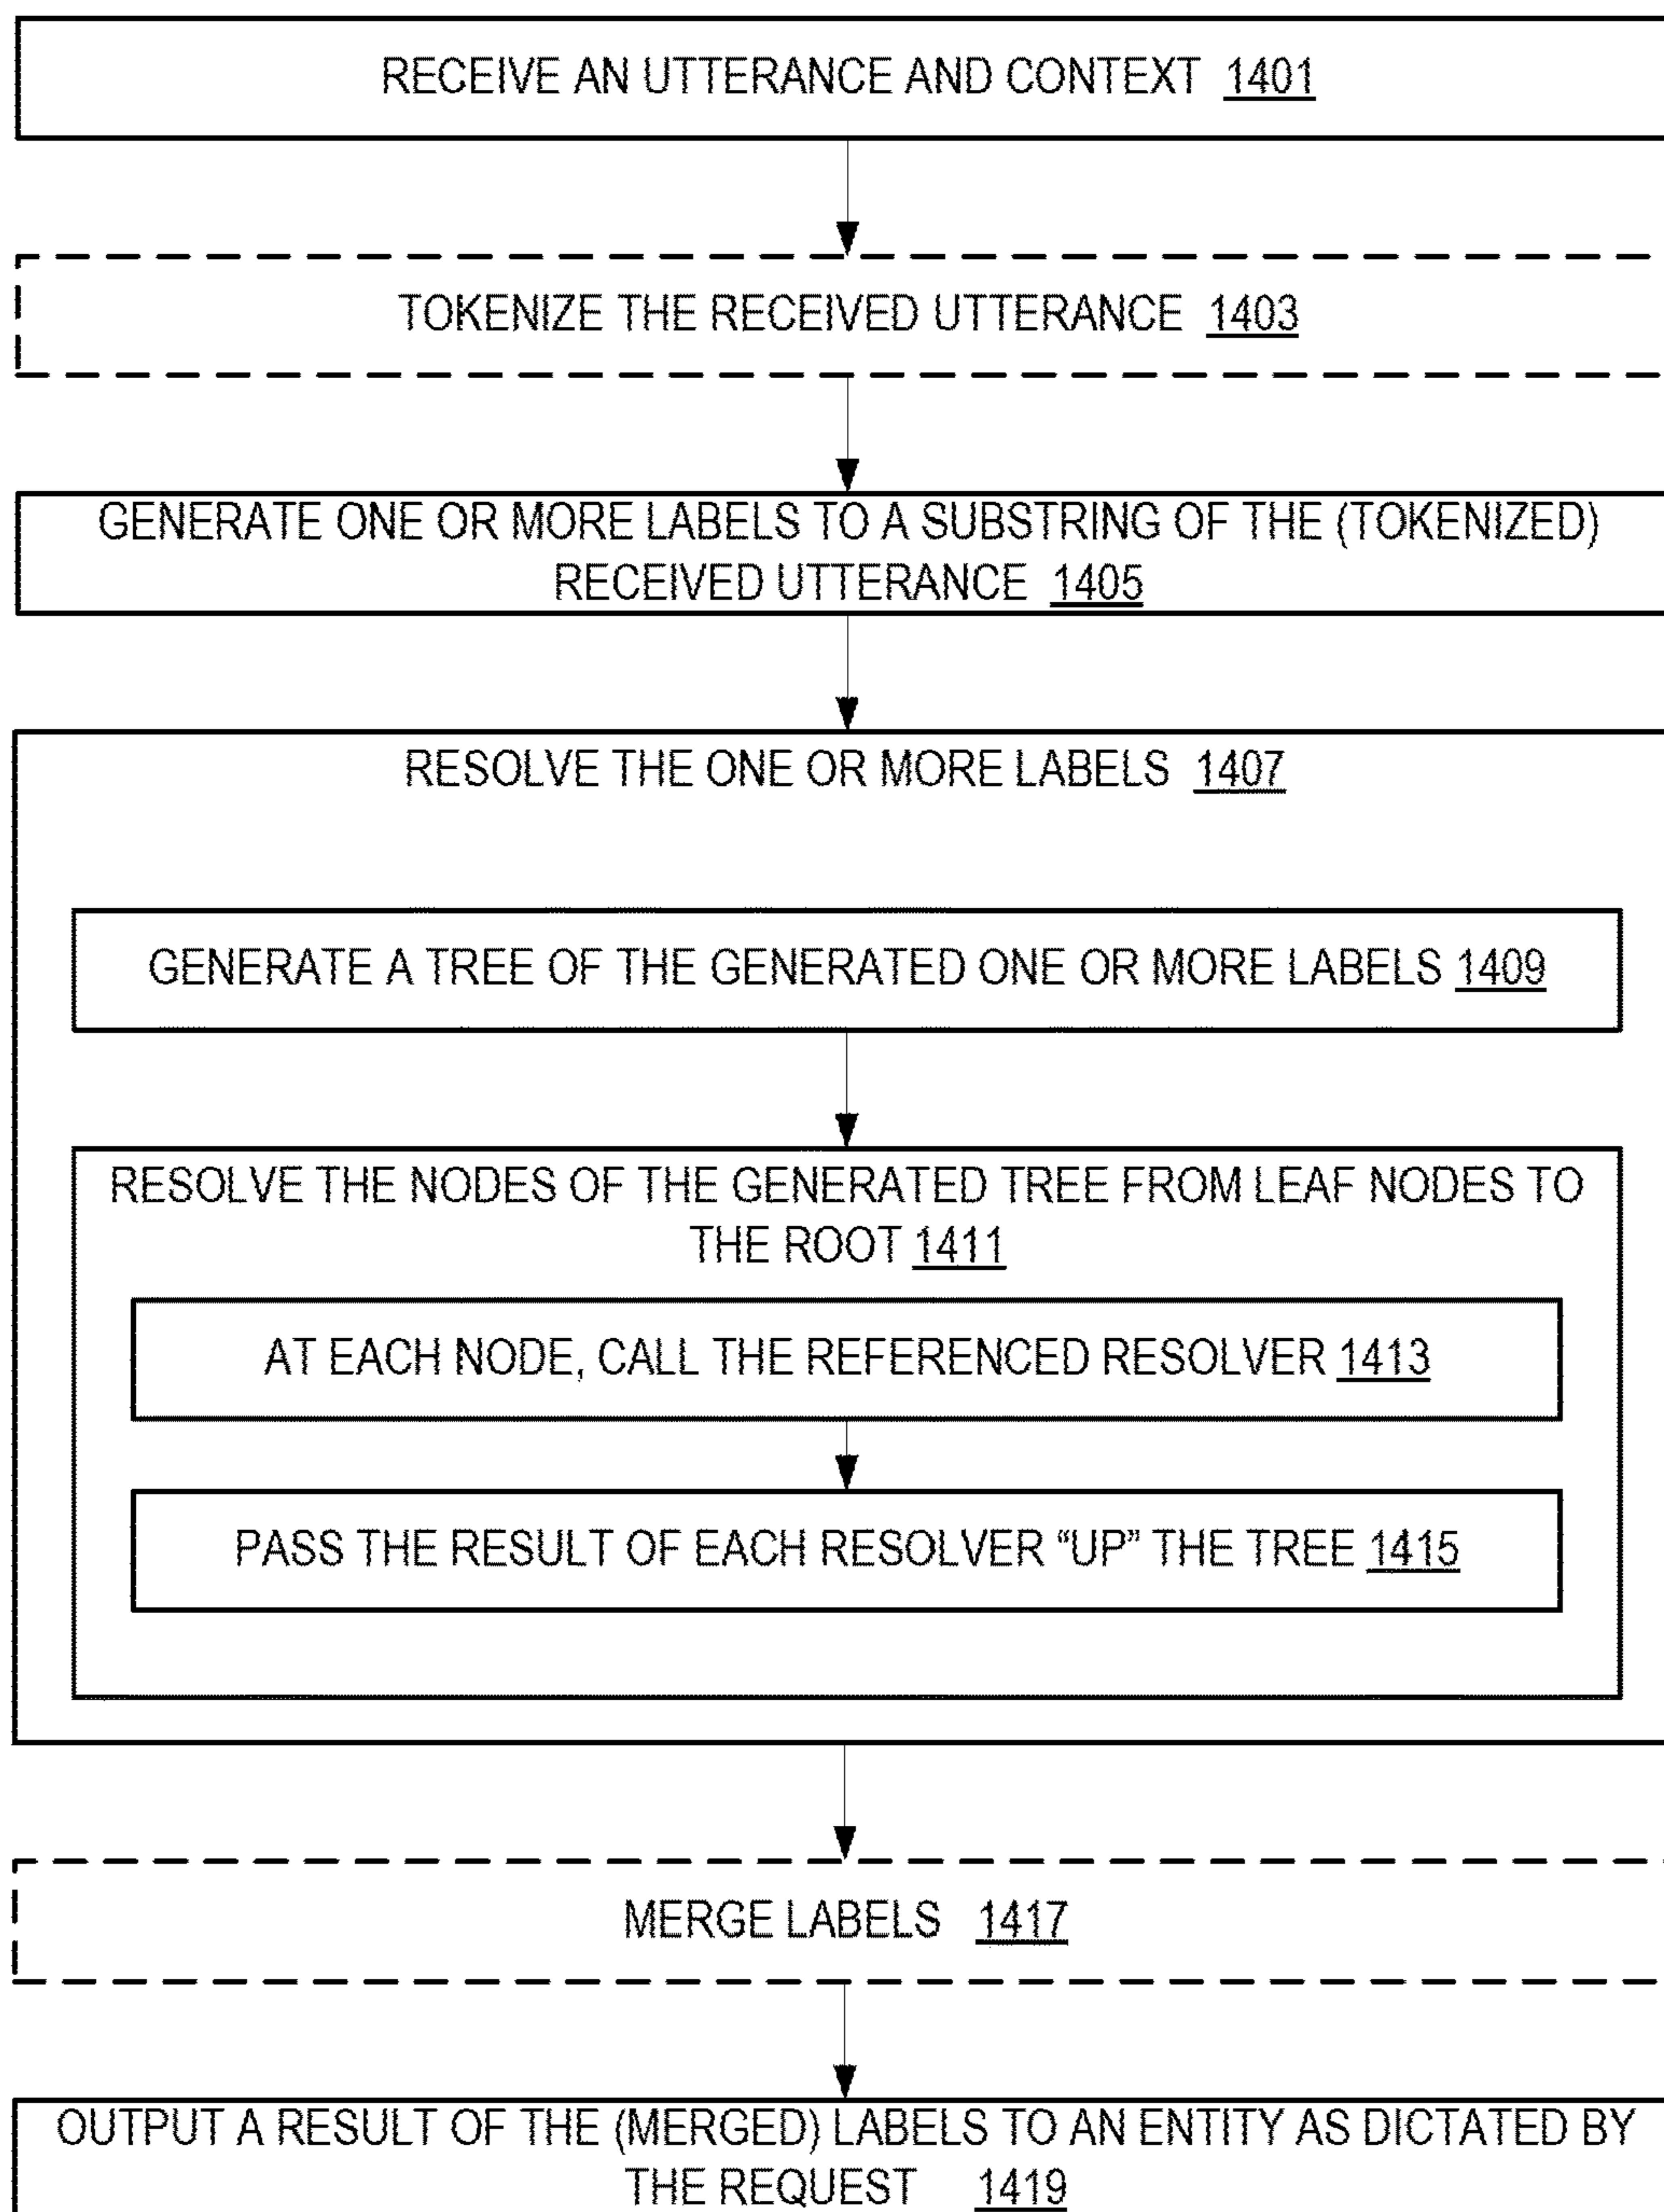 RECEIVE AN UTTERANCE AND CONTEXT 1401
TOKENIZE THE RECEIVED UTTERANCE 1403
GENERATE ONE OR MORE LABELS TO A SUBSTRING OF THE (TOKENIZED)
RECEIVED UTTERANCE 1405
RESOLVE THE ONE OR MORE LABELS 1407
GENERATE A TREE OF THE GENERATED ONE OR MORE LABELS 1409
RESOLVE THE NODES OF THE GENERATED TREE FROM LEAF NODES TO
THE ROOT 1411
AT EACH NODE, CALL THE REFERENCED RESOLVER 1413
PASS THE RESULT OF EACH RESOLVER “UP” THE TREE 1415
MERGE LABELS 1417
OUTPUT A RESULT OF THE (MERGED) LABELS TO AN ENTITY AS DICTATED BY
THE REQUEST 1419